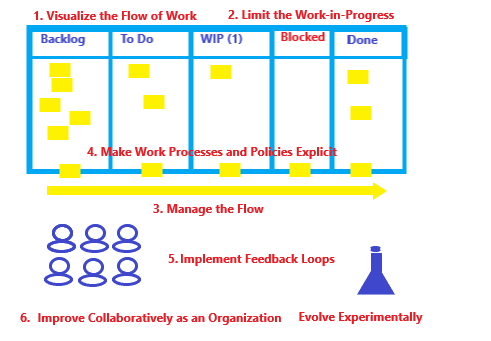 1. Visualize the Flow of Work
2. Limit the Work-in-Progress
Backlog
To Do
WIP (1)
Blocked
Done
4. Make Work Processes and Policies Explicit
3. Manage the Flow
5. Implement Feedback Loops
6. Improve Collaboratively as an Organization
Evolve Experimentally